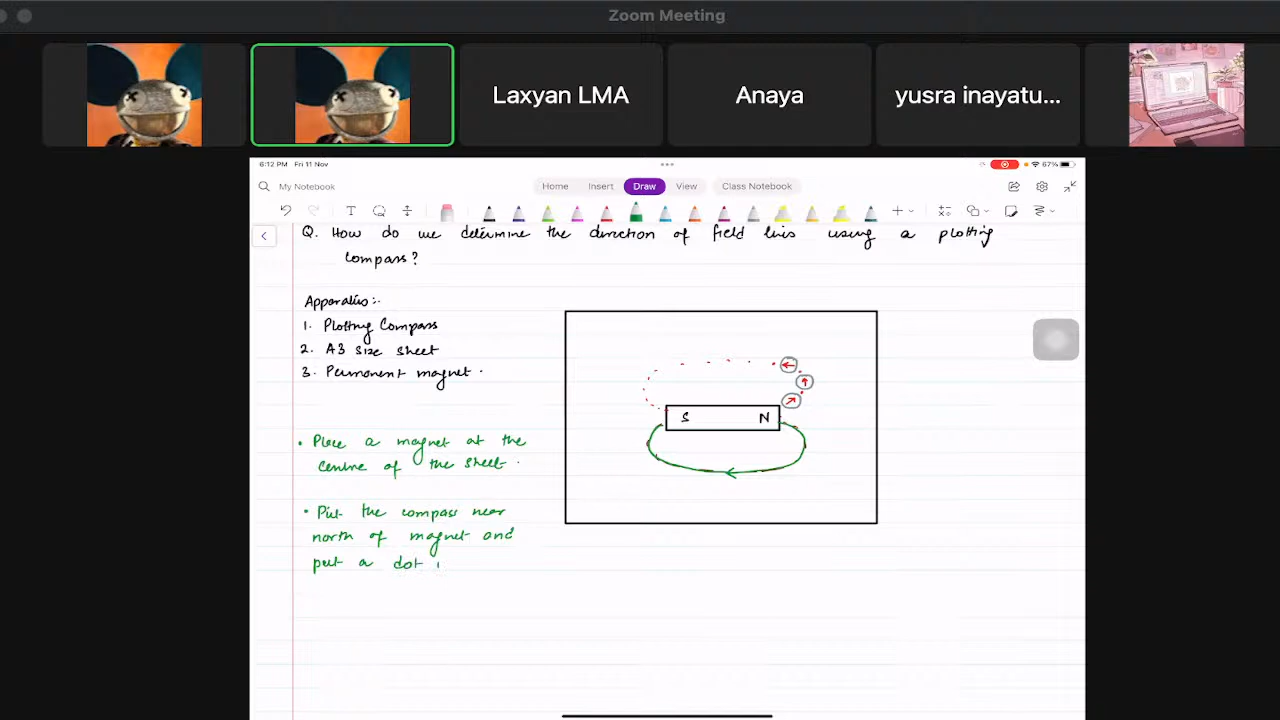 Zoom Meeting
Laxyan LMA
Anaya
yusra inayatu...
6:12 PM Fri 11 Nov
67%
My Notebook
Home
Insert
Draw
View
Class Notebook
Q. How do we determine the direction of field lines using a plotting
compass?
Apparatus:-
1. Plotting Compass
2. A3 size sheet
3. Permanent magnet.
S
N
• Place a magnet at the
centre of the sheet.
• Put the compass near
north of magnet and
put a dot